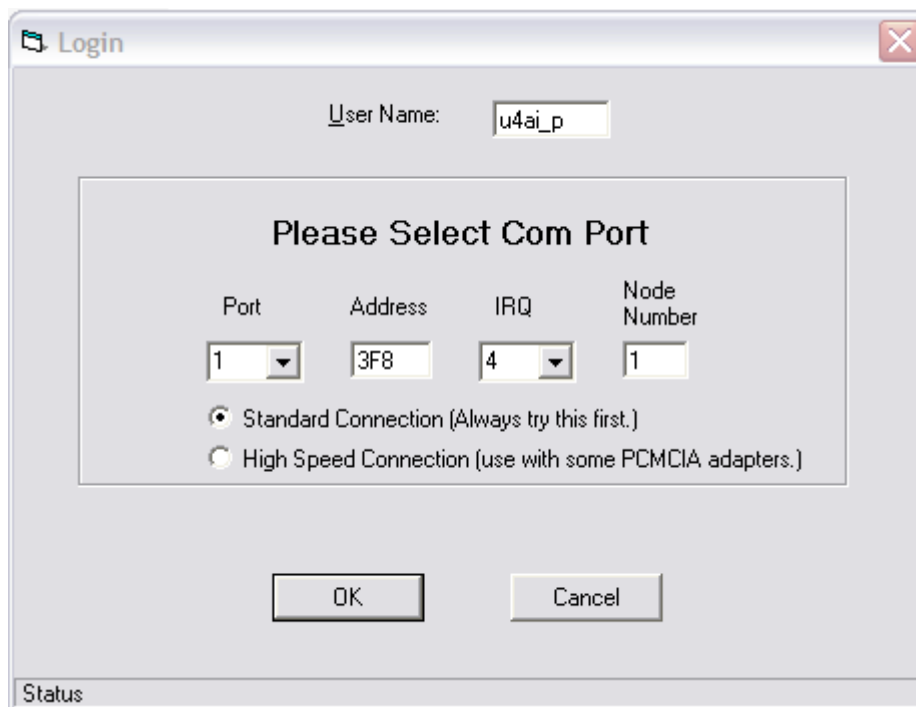 Login
User Name: u4ai_p
Please Select Com Port
Port Address IRQ Node Number
1 3F8 4 1
Standard Connection (Always try this first.)
High Speed Connection (use with some PCMCIA adapters.)
OK Cancel
Status